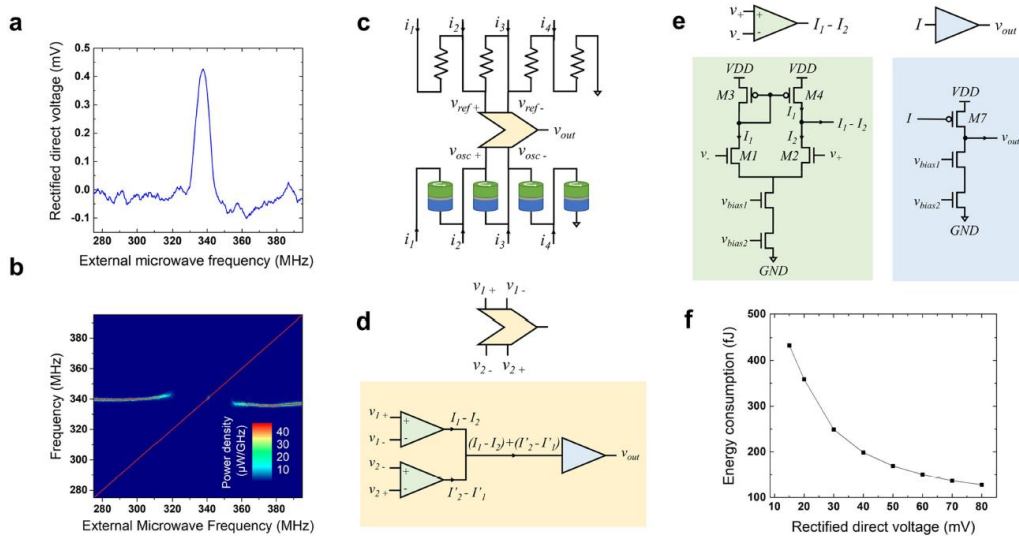 a
Rectified direct voltage (mV)
0.5
0.4
0.3
0.2
0.1
0.0
-0.1
280 300 320 340 360 380
External microwave frequency (MHz)
b
Frequency (MHz)
380
360
340
320
300
280
Power density
(µW/GHz)
40
30
20
10
280 300 320 340 360 380
External Microwave Frequency (MHz)
c
i1 i2 i3 i4
vref + vref -
vout
vosc + vosc -
i1 i2 i3 i4
d
v1 + v1 -
v2 - v2 +
v1 +
v1 -
+
-
I1 - I2
v2 -
v2 +
+
-
I'2 - I'1
(I1 - I2)+(I'2 - I'1)
vout
e
v+
v-
+
-
I1 - I2
VDD VDD
M3 M4
I1
I1 - I2
I1 I2
v- M1 M2 v+
vbias1
vbias2
GND
I vout
VDD
I M7
vout
vbias1
vbias2
GND
f
Energy consumption (fJ)
500
400
300
200
100
10 20 30 40 50 60 70 80 90
Rectified direct voltage (mV)